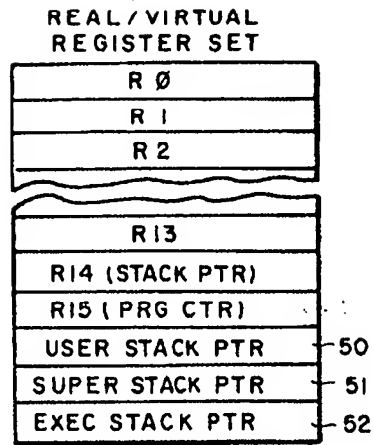 REAL/VIRTUAL
REGISTER SET
R Ø
R 1
R 2
R13
R14 (STACK PTR)
R15 ( PRG CTR)
USER STACK PTR 50
SUPER STACK PTR 51
EXEC STACK PTR 52